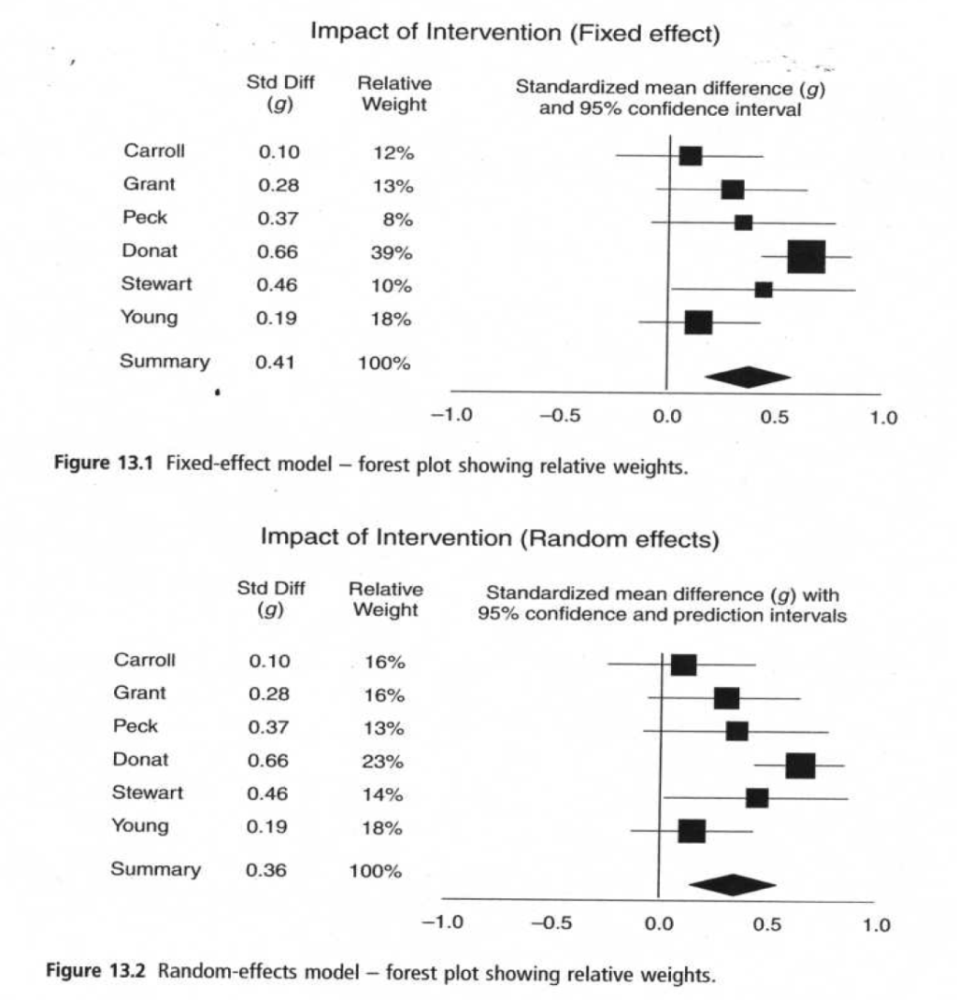 Impact of Intervention (Fixed effect)
Std Diff Relative Standardized mean difference (g)
(g) Weight and 95% confidence interval
Carroll 0.10 12%
Grant 0.28 13%
Peck 0.37 8%
Donat 0.66 39%
Stewart 0.46 10%
Young 0.19 18%
Summary 0.41 100%
−1.0 −0.5 0.0 0.5 1.0
Figure 13.1 Fixed-effect model – forest plot showing relative weights.
Impact of Intervention (Random effects)
Std Diff Relative Standardized mean difference (g) with
(g) Weight 95% confidence and prediction intervals
Carroll 0.10 16%
Grant 0.28 16%
Peck 0.37 13%
Donat 0.66 23%
Stewart 0.46 14%
Young 0.19 18%
Summary 0.36 100%
−1.0 −0.5 0.0 0.5 1.0
Figure 13.2 Random-effects model – forest plot showing relative weights.